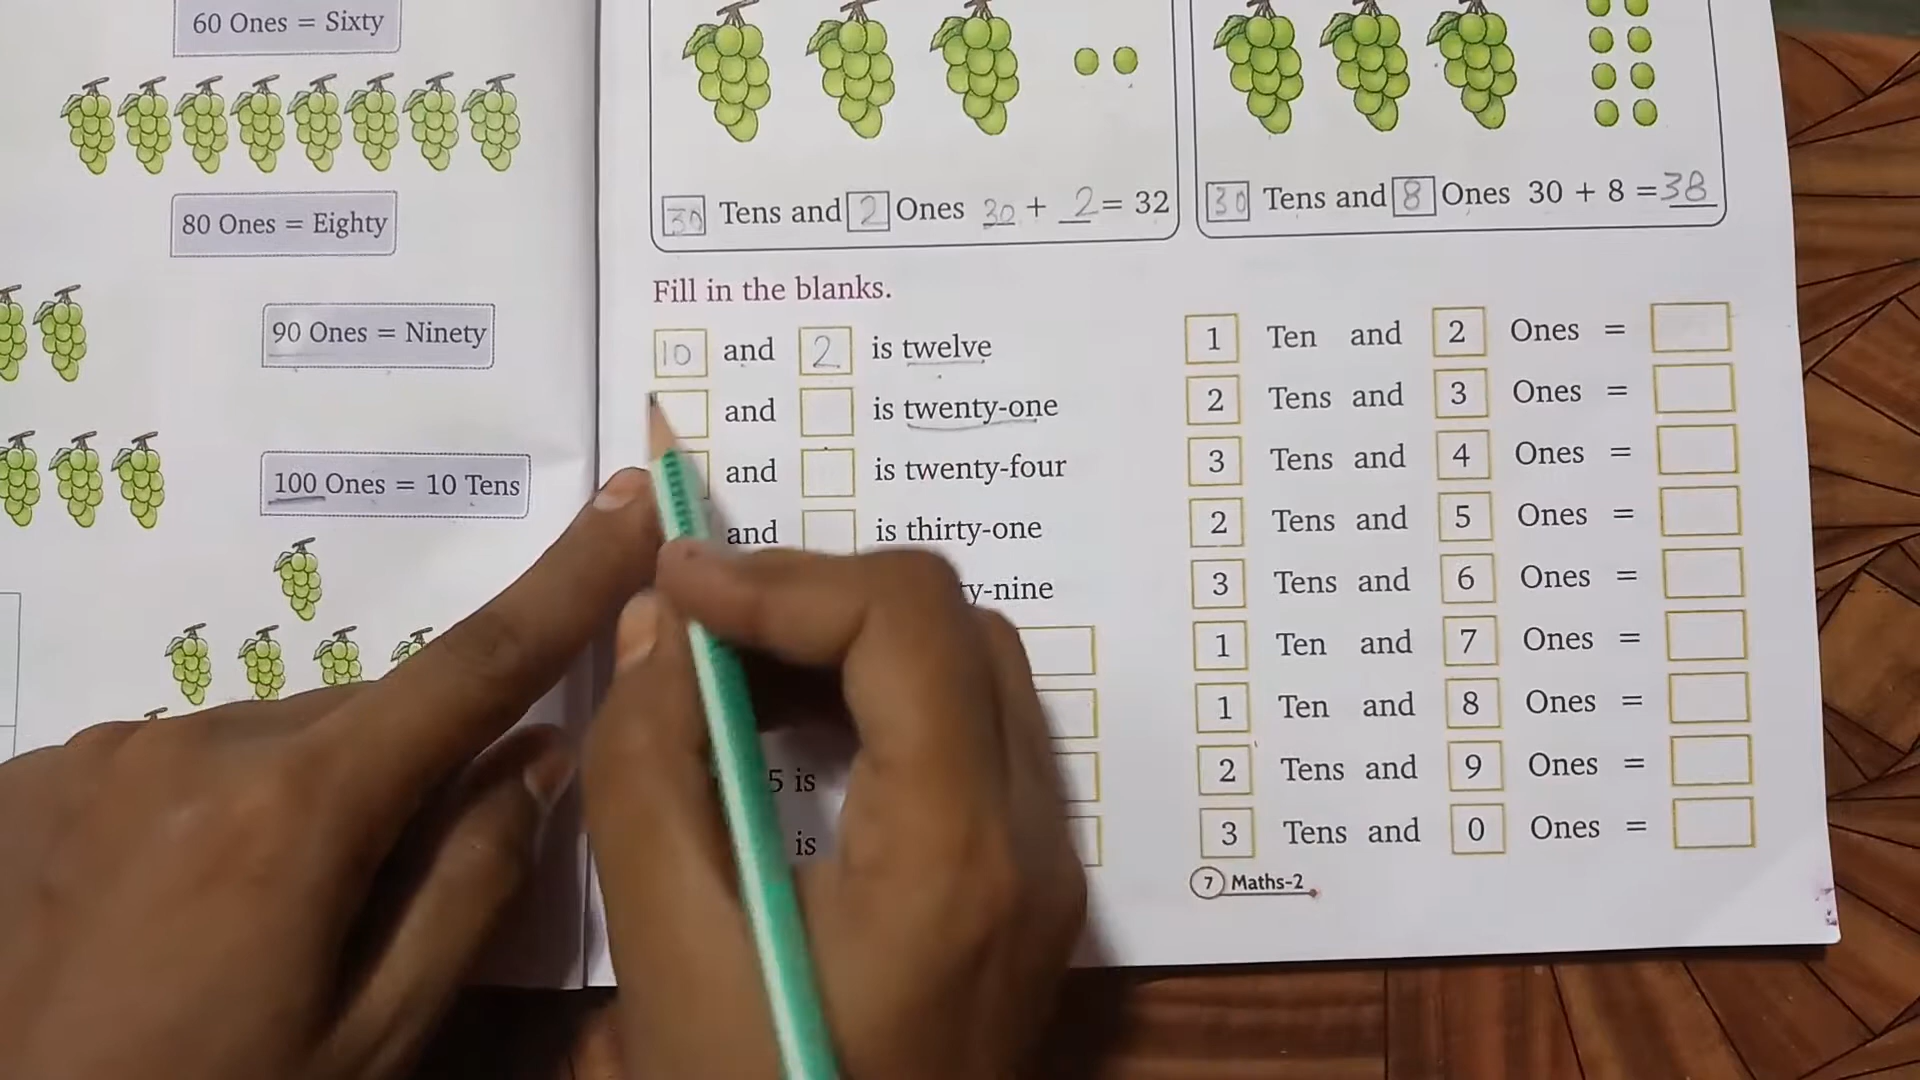 60 Ones = Sixty
80 Ones = Eighty
90 Ones = Ninety
100 Ones = 10 Tens
30 Tens and 2 Ones 30 + 2 = 32
30 Tens and 8 Ones 30 + 8 = 38
Fill in the blanks.
10 and 2 is twelve
and is twenty-one
and is twenty-four
and is thirty-one
y-nine
5 is
is
1 Ten and 2 Ones =
2 Tens and 3 Ones =
3 Tens and 4 Ones =
2 Tens and 5 Ones =
3 Tens and 6 Ones =
1 Ten and 7 Ones =
1 Ten and 8 Ones =
2 Tens and 9 Ones =
3 Tens and 0 Ones =
7 Maths-2